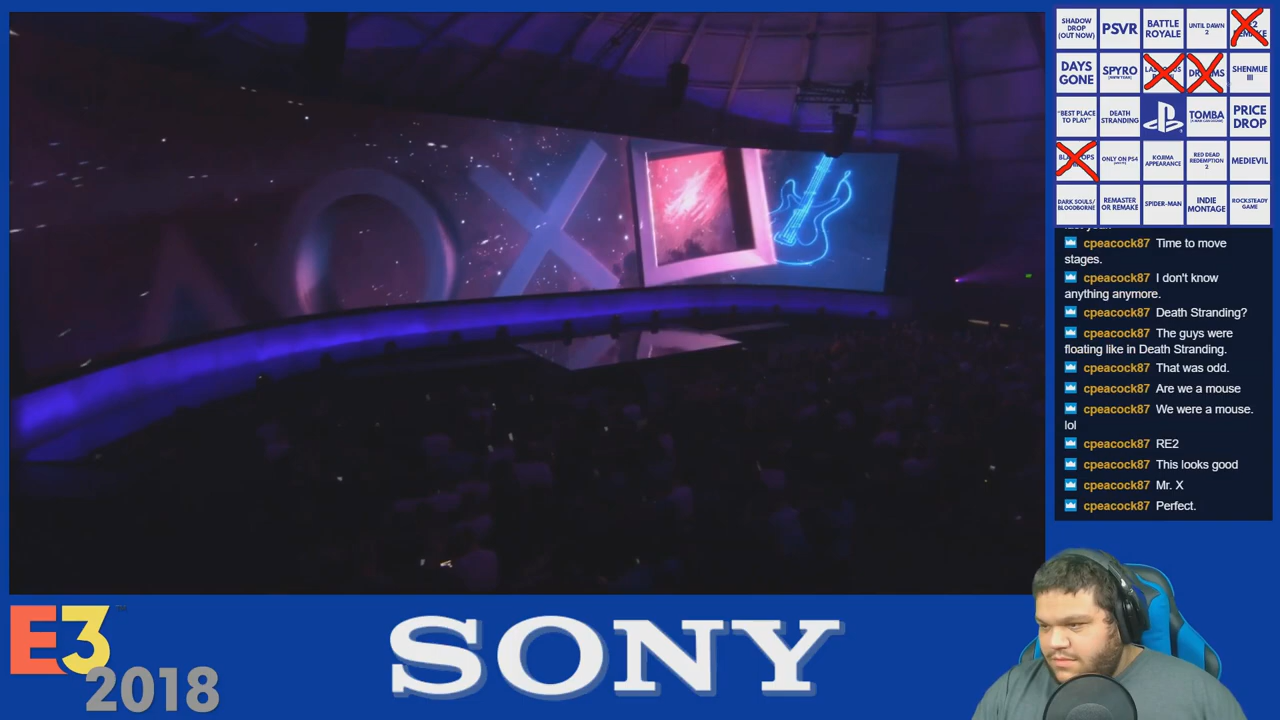 SHADOW
DROP
(OUT NOW)
PSVR
BATTLE
ROYALE
UNTIL DAWN
2
DAYS
GONE
SPYRO
SHENMUE
III
"BEST PLACE
TO PLAY"
DEATH
STRANDING
TOMBA
PRICE
DROP
ONLY ON PS4
KOJIMA
APPEARANCE
RED DEAD
REDEMPTION
2
MEDIEVIL
DARK SOULS/
BLOODBORNE
REMASTER
OR REMAKE
SPIDER-MAN
INDIE
MONTAGE
ROCKSTEADY
GAME
cpeacock87 Time to move
stages.
cpeacock87 I don't know
anything anymore.
cpeacock87 Death Stranding?
cpeacock87 The guys were
floating like in Death Stranding.
cpeacock87 That was odd.
cpeacock87 Are we a mouse
cpeacock87 We were a mouse.
lol
cpeacock87 RE2
cpeacock87 This looks good
cpeacock87 Mr. X
cpeacock87 Perfect.
E3
2018
SONY